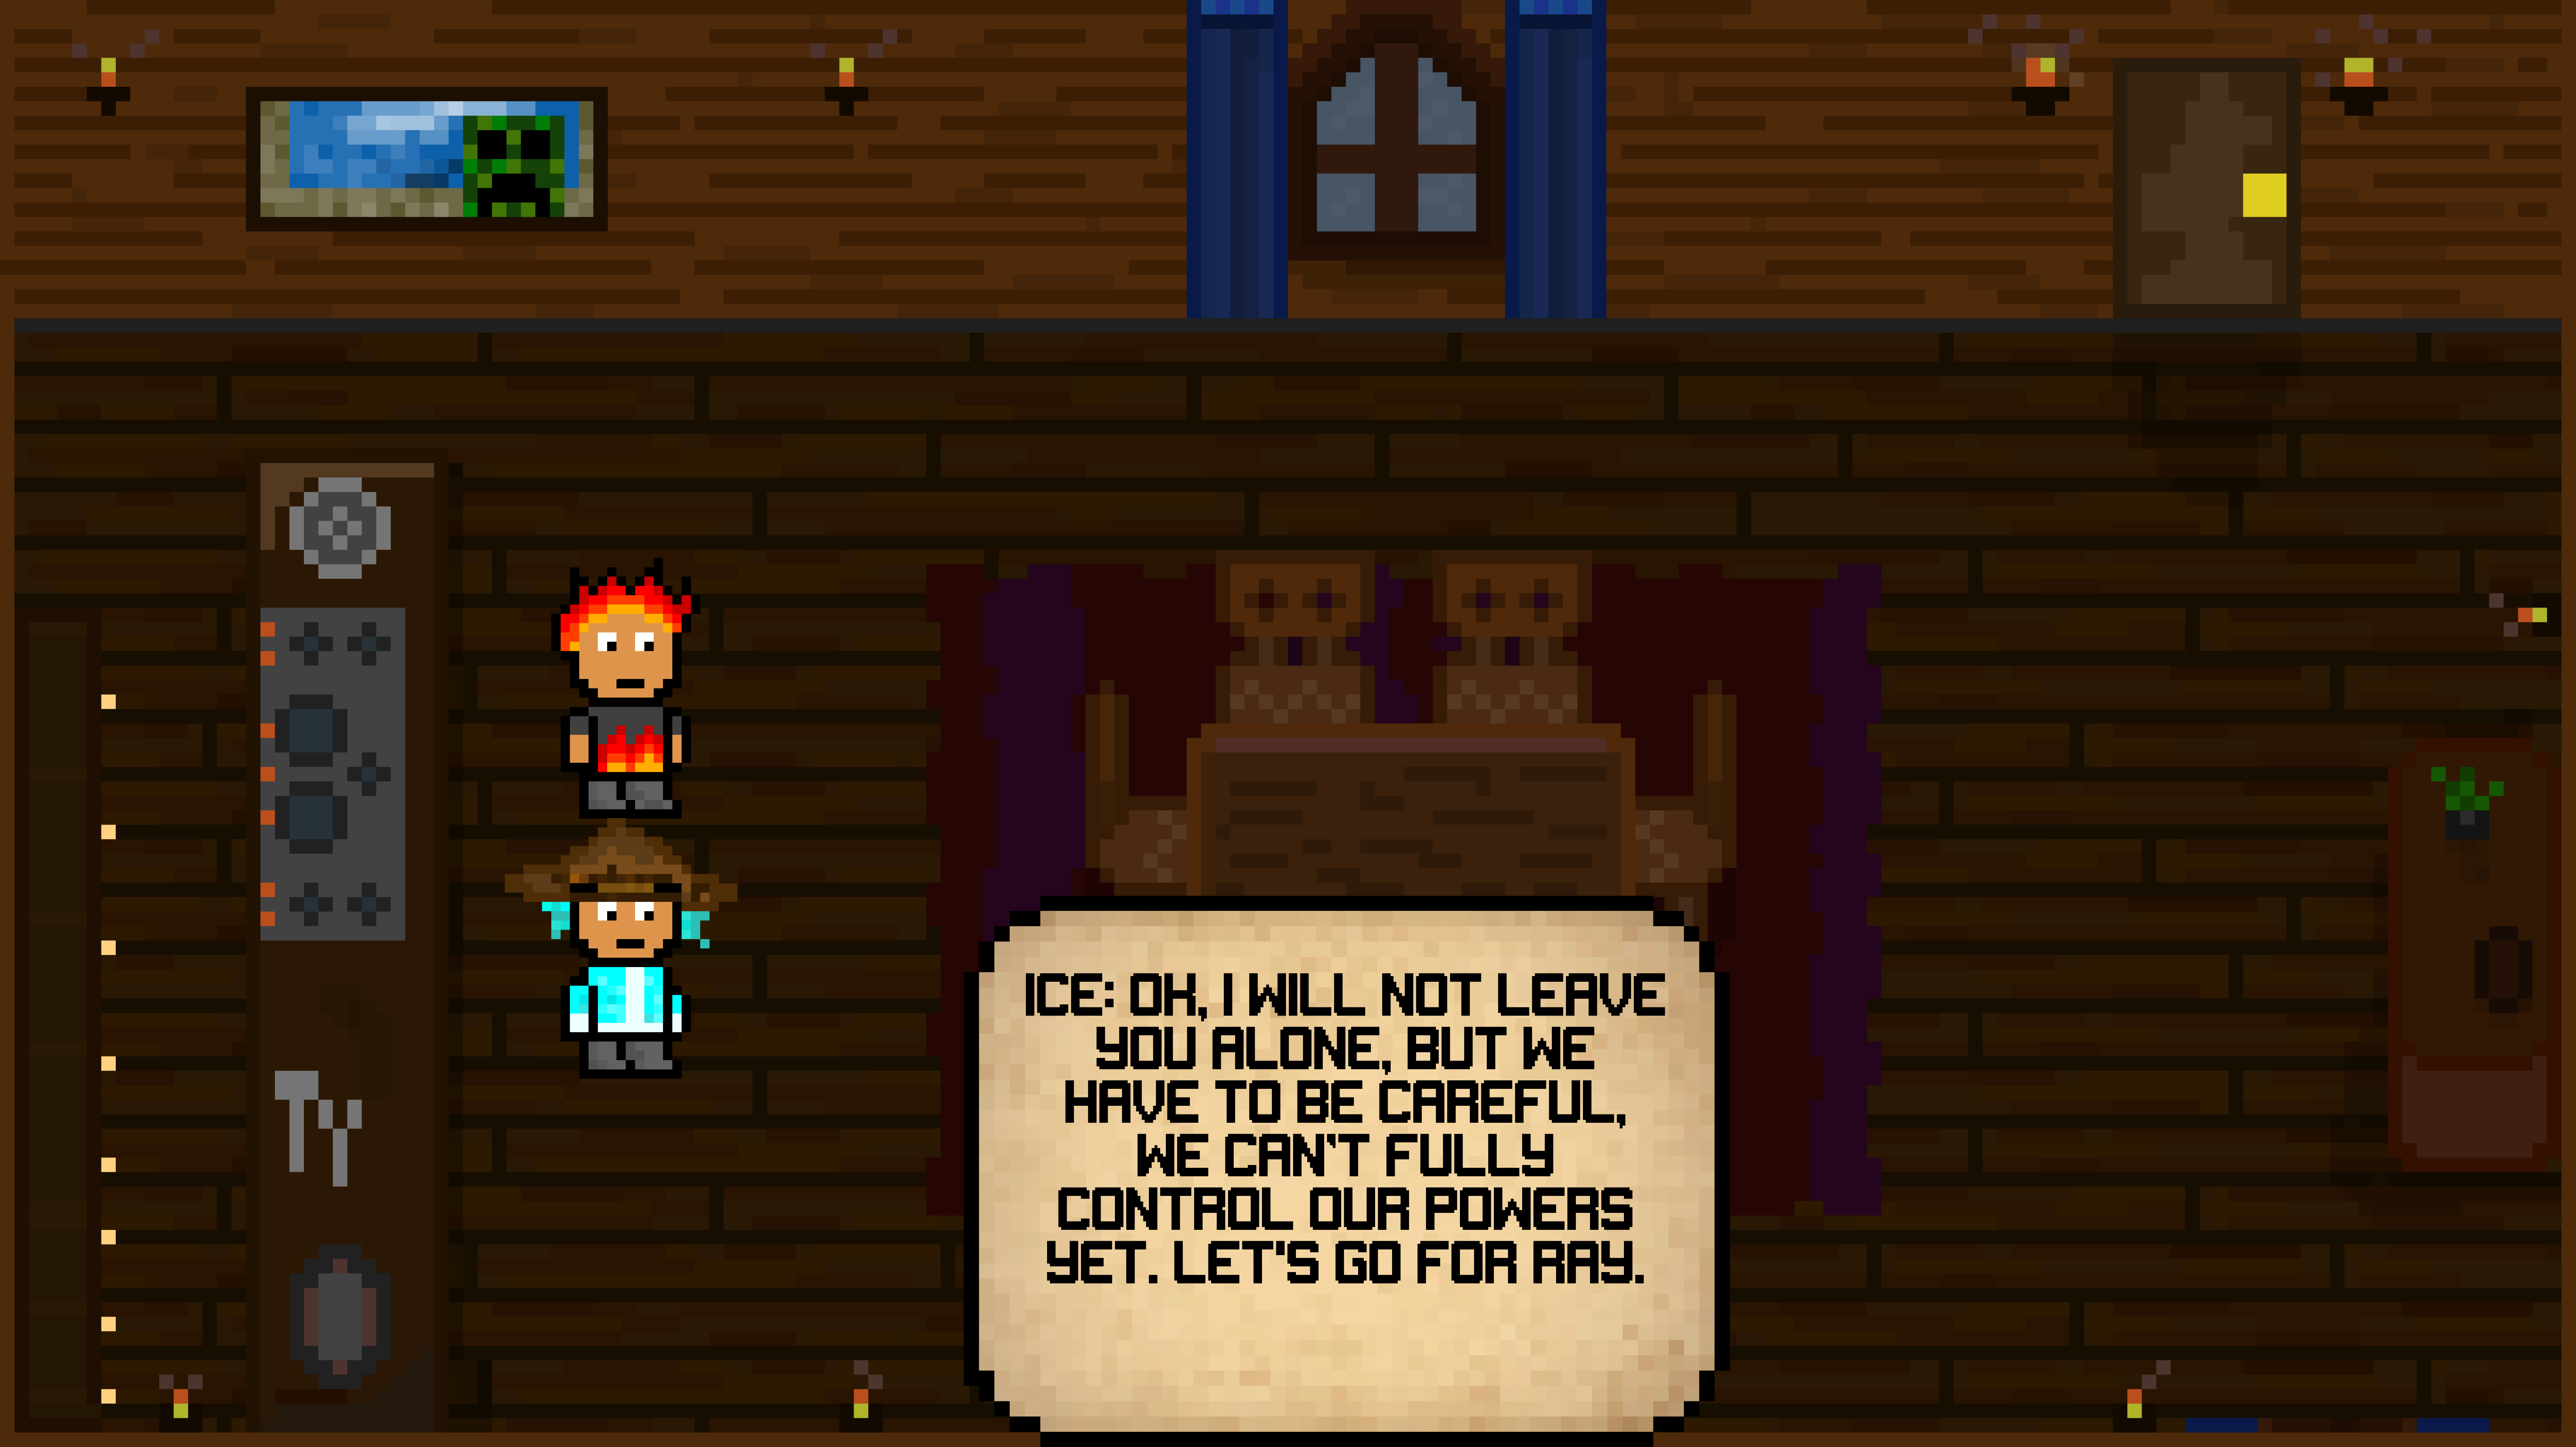 ICE: OH, I WILL NOT LEAVE
YOU ALONE, BUT WE
HAVE TO BE CAREFUL,
WE CAN'T FULLY
CONTROL OUR POWERS
YET. LET'S GO FOR RAY.